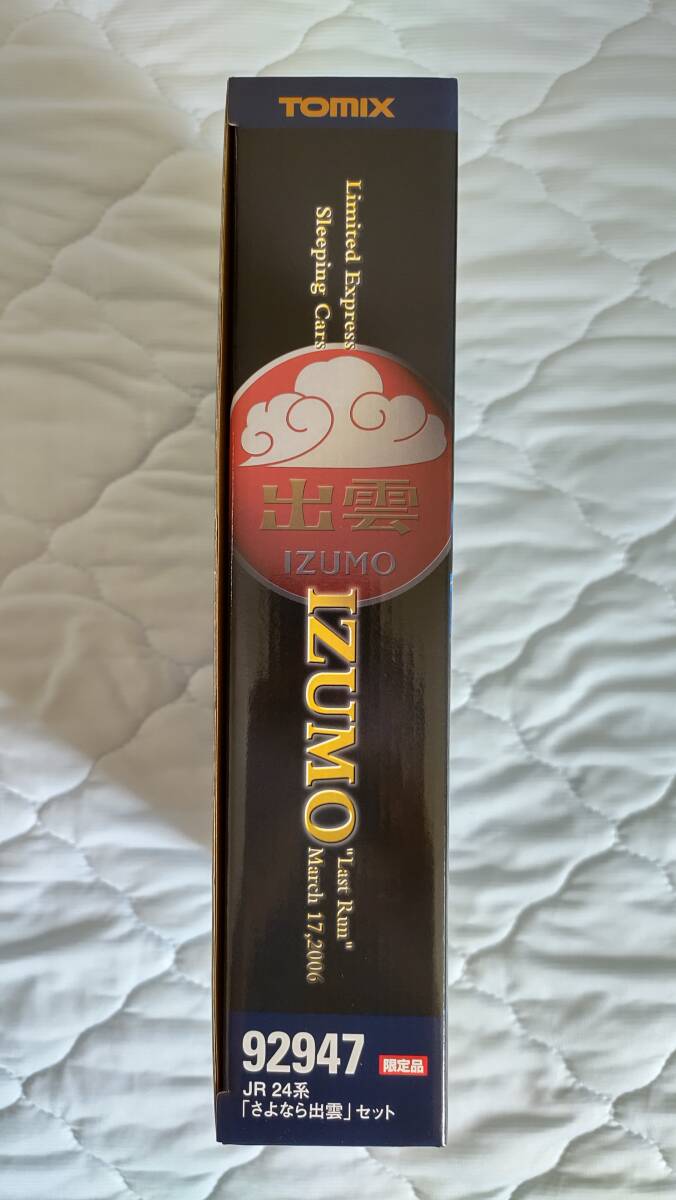 TOMIX
Limited Express
Sleeping Cars
出雲
IZUMO
IZUMO
"Last Run"
March 17,2006
92947
限定品
JR 24系
「さよなら出雲」セット